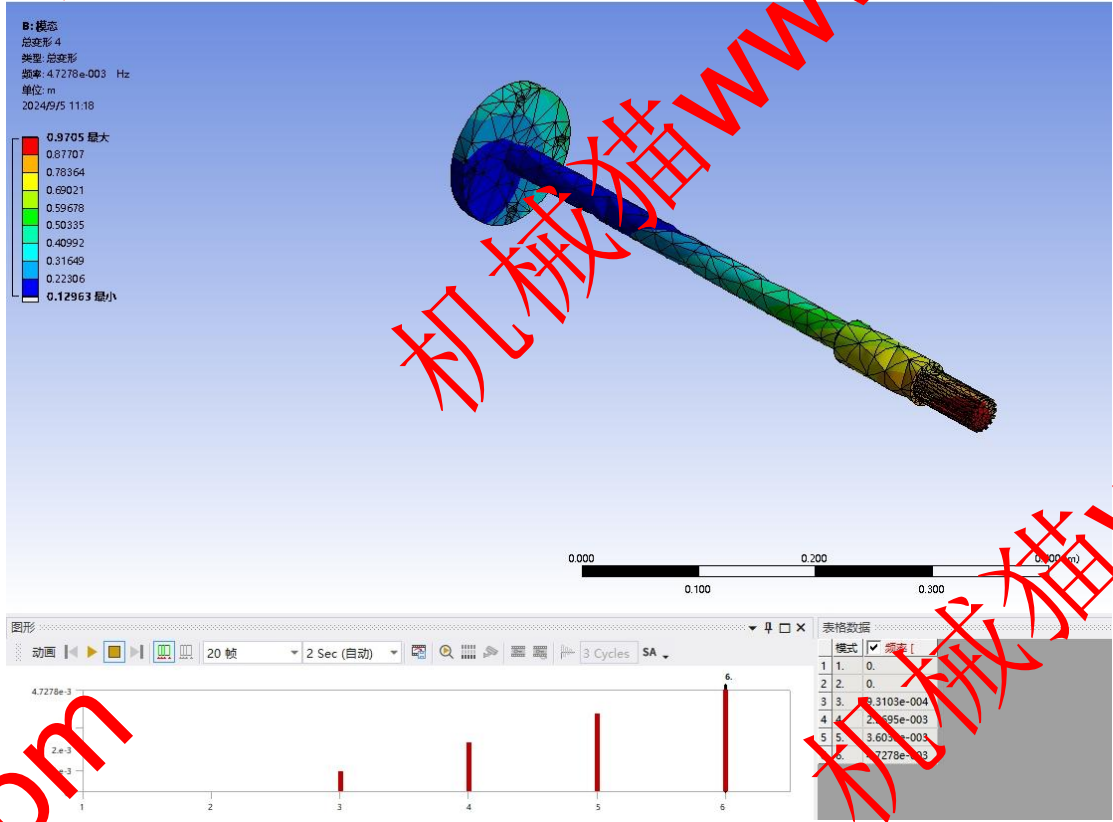 B: 模态
总变形 4
类型: 总变形
频率: 4.7278e-003 Hz
单位: m
2024/9/5 11:18
0.9705 最大
0.87707
0.78364
0.69021
0.59678
0.50335
0.40992
0.31649
0.22306
0.12963 最小
机械猫www
0.000 0.200
0.100 0.300
图形
动画 20 帧 2 Sec (自动) 3 Cycles SA
4.7278e-3
2.e-3
1 2 3 4 5 6
6.
表格数据
模式 频率 [
1 1. 0.
2 2. 0.
3 3. 9.3103e-004
4 4.
5 5.
6.
机械猫
om